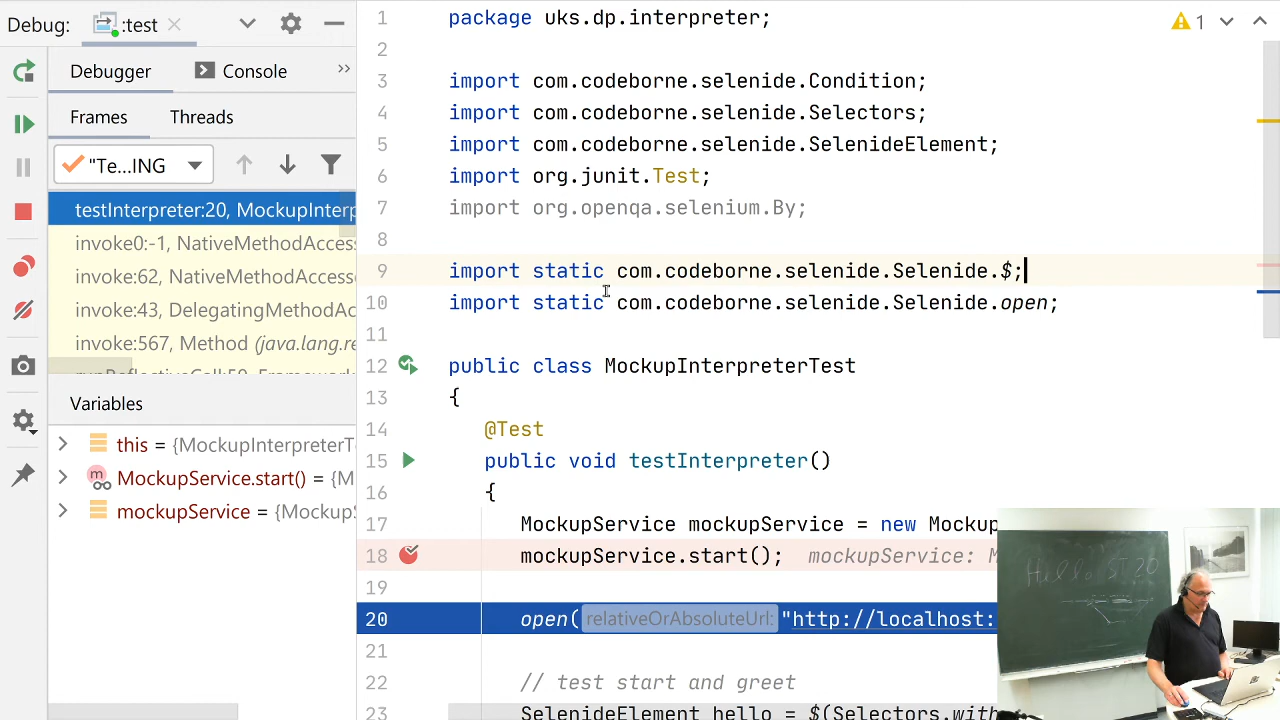 Debug: :test
Debugger Console
Frames Threads
"Te...ING
testInterpreter:20, MockupInterp
invoke0:-1, NativeMethodAccess
invoke:62, NativeMethodAccess
invoke:43, DelegatingMethodAc
invoke:567, Method (java.lang.re
Variables
this = {MockupInterpreterT
MockupService.start() = {M
mockupService = {MockupS
1
1 package uks.dp.interpreter;
2
3 import com.codeborne.selenide.Condition;
4 import com.codeborne.selenide.Selectors;
5 import com.codeborne.selenide.SelenideElement;
6 import org.junit.Test;
7 import org.openqa.selenium.By;
8
9 import static com.codeborne.selenide.Selenide.$;
10 import static com.codeborne.selenide.Selenide.open;
11
12 public class MockupInterpreterTest
13 {
14 @Test
15 public void testInterpreter()
16 {
17 MockupService mockupService = new Mockup
18 mockupService.start(); mockupService: M
19
20 open( relativeOrAbsoluteUrl: "http://localhost:
21
22 // test start and greet
23 SelenideElement hello = $(Selectors.with
Hello ST 20